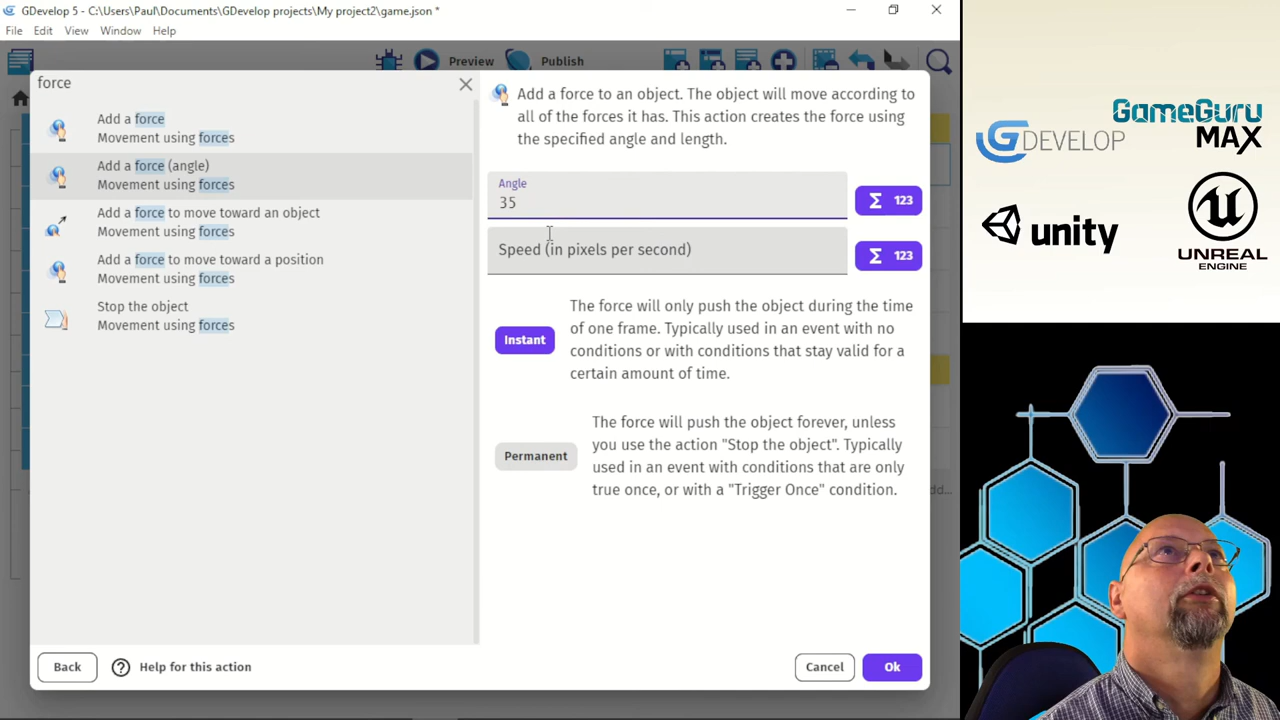 GDevelop 5 - C:\Users\Paul\Documents\GDevelop projects\My project2\game.json *
File Edit View Window Help
Preview
Publish
force
Add a force
Movement using forces
Add a force (angle)
Movement using forces
Add a force to move toward an object
Movement using forces
Add a force to move toward a position
Movement using forces
Stop the object
Movement using forces
Add a force to an object. The object will move according to
all of the forces it has. This action creates the force using
the specified angle and length.
Angle
35
Σ 123
Speed (in pixels per second)
Σ 123
Instant
The force will only push the object during the time
of one frame. Typically used in an event with no
conditions or with conditions that stay valid for a
certain amount of time.
Permanent
The force will push the object forever, unless
you use the action "Stop the object". Typically
used in an event with conditions that are only
true once, or with a "Trigger Once" condition.
Back
Help for this action
Cancel
Ok
GDEVELOP
GAMEGURU
MAX
unity
UNREAL
ENGINE